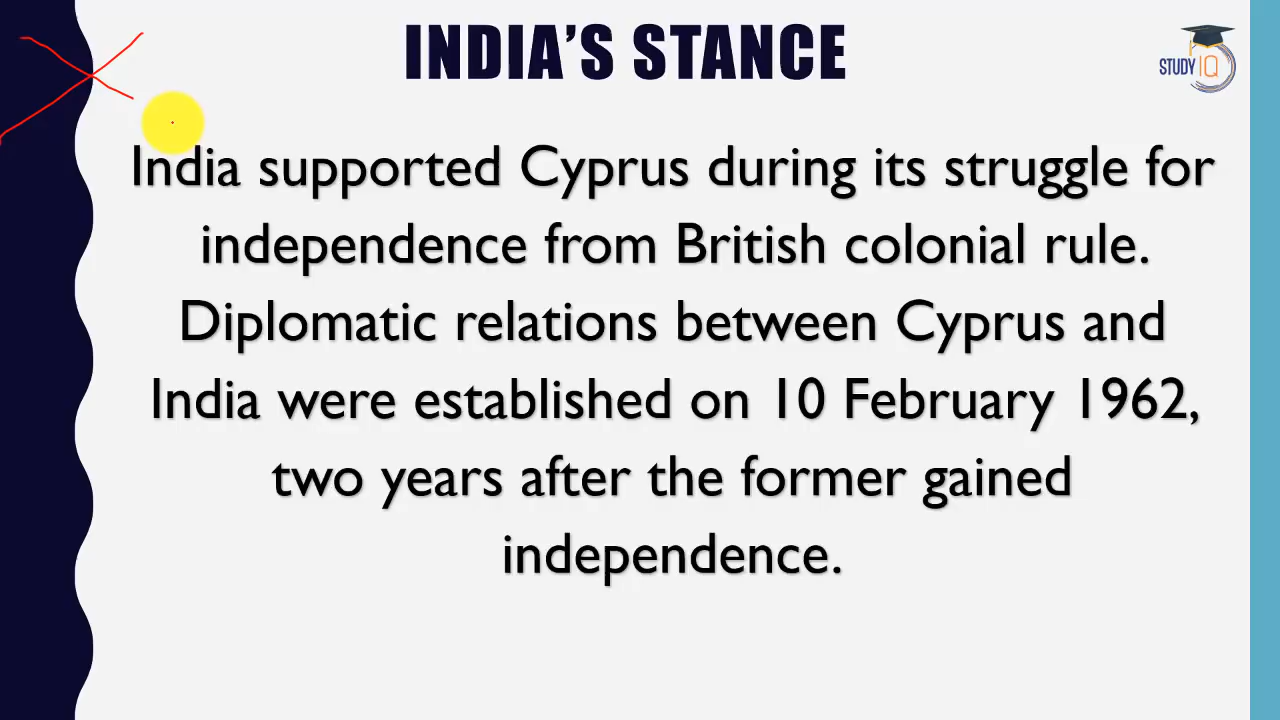 INDIA'S STANCE
STUDY IQ
India supported Cyprus during its struggle for
independence from British colonial rule.
Diplomatic relations between Cyprus and
India were established on 10 February 1962,
two years after the former gained
independence.